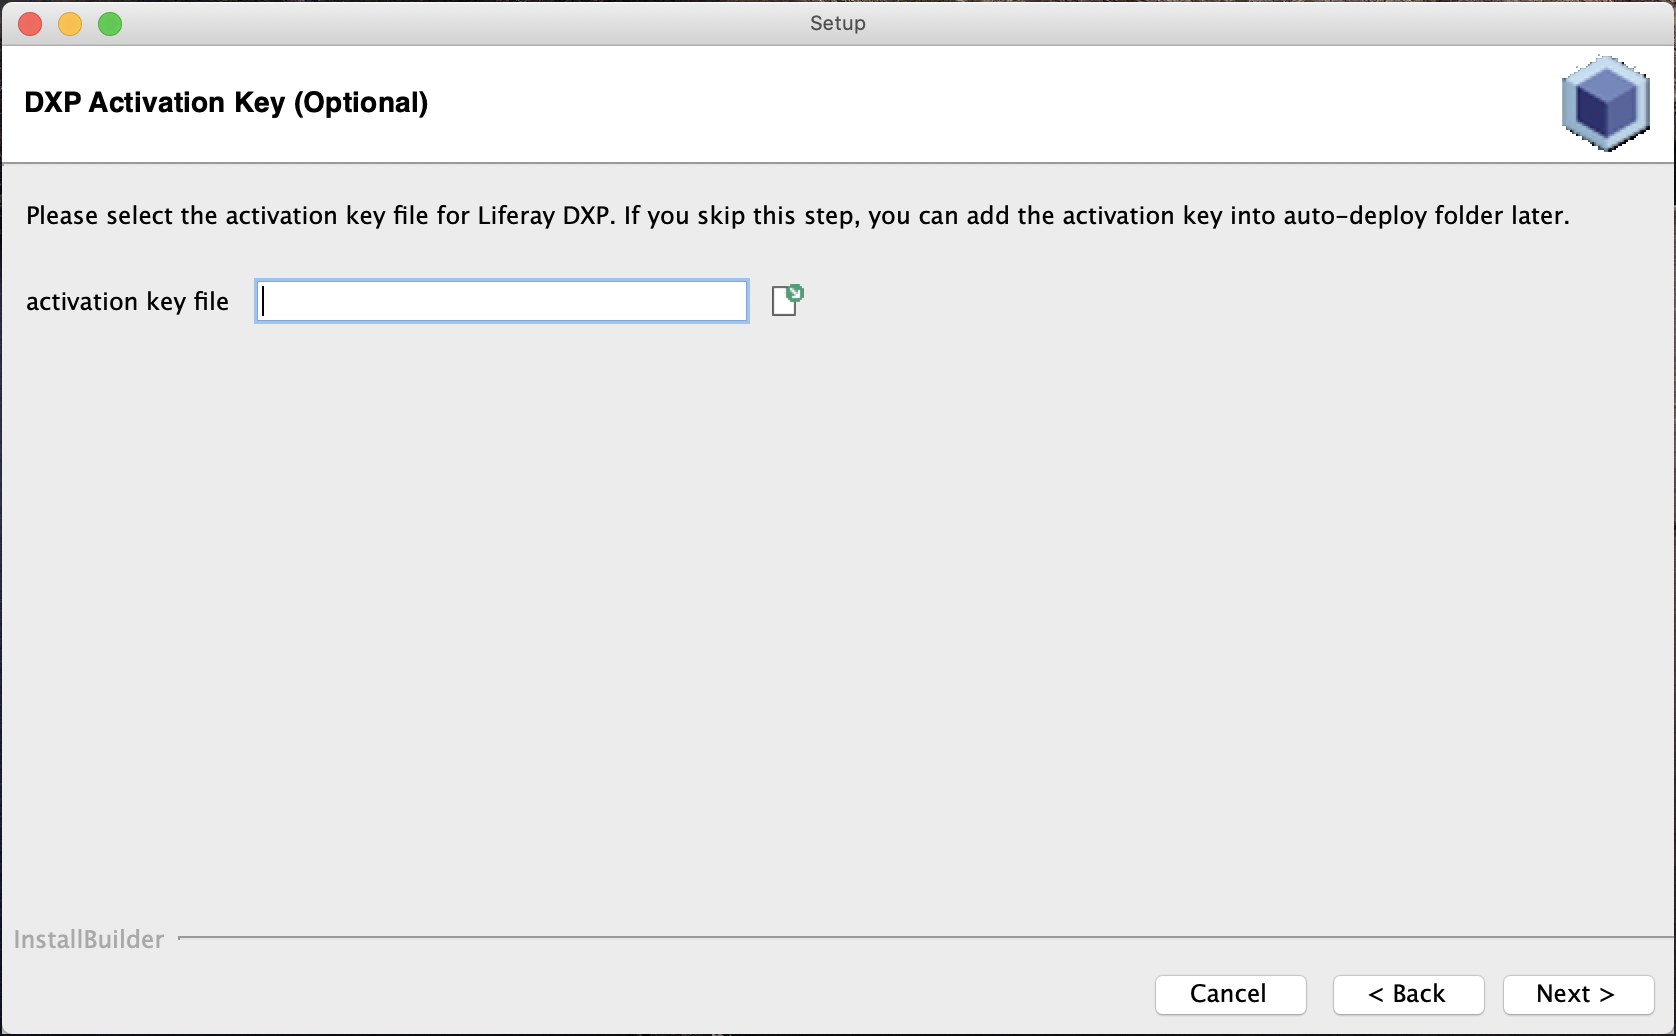 Setup
DXP Activation Key (Optional)
Please select the activation key file for Liferay DXP. If you skip this step, you can add the activation key into auto-deploy folder later.
activation key file
InstallBuilder
Cancel
< Back
Next >